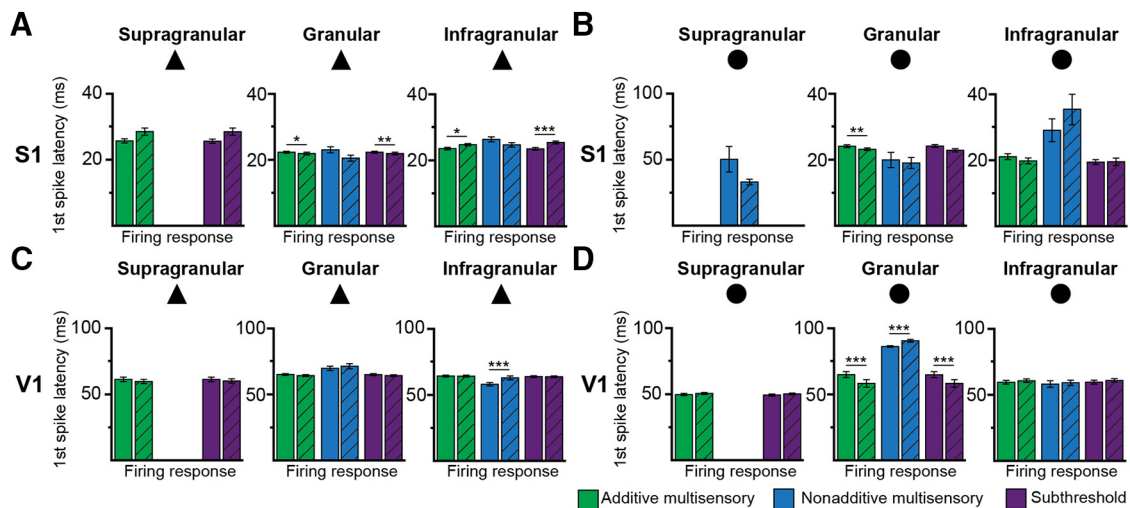 A
B
Supragranular Granular Infragranular
Supragranular Granular Infragranular
S1
1st spike latency (ms)
40
20
* **
40
20
* ***
40
20
Firing response Firing response Firing response
S1
1st spike latency (ms)
100
50
**
40
20
40
20
Firing response Firing response Firing response
C
D
Supragranular Granular Infragranular
Supragranular Granular Infragranular
V1
1st spike latency (ms)
100
50
100
50
***
100
50
Firing response Firing response Firing response
V1
1st spike latency (ms)
100
50
*** *** ***
100
50
100
50
Firing response Firing response Firing response
Additive multisensory Nonadditive multisensory Subthreshold